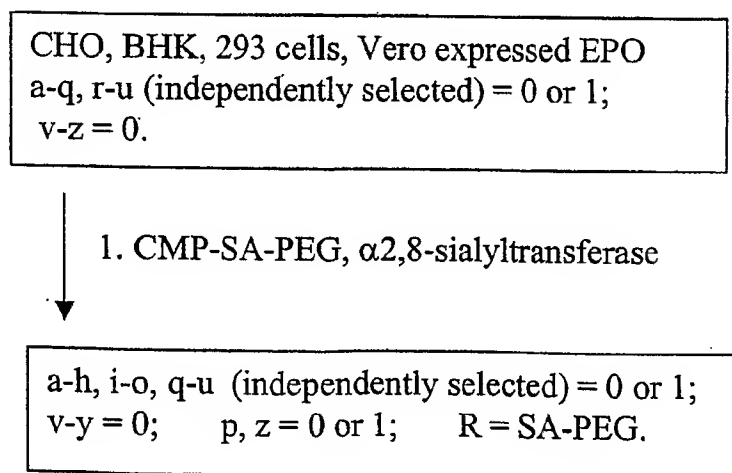 CHO, BHK, 293 cells, Vero expressed EPO
a-q, r-u (independently selected) = 0 or 1;
v-z = 0.
1. CMP-SA-PEG, α2,8-sialyltransferase
a-h, i-o, q-u (independently selected) = 0 or 1;
v-y = 0; p, z = 0 or 1; R = SA-PEG.